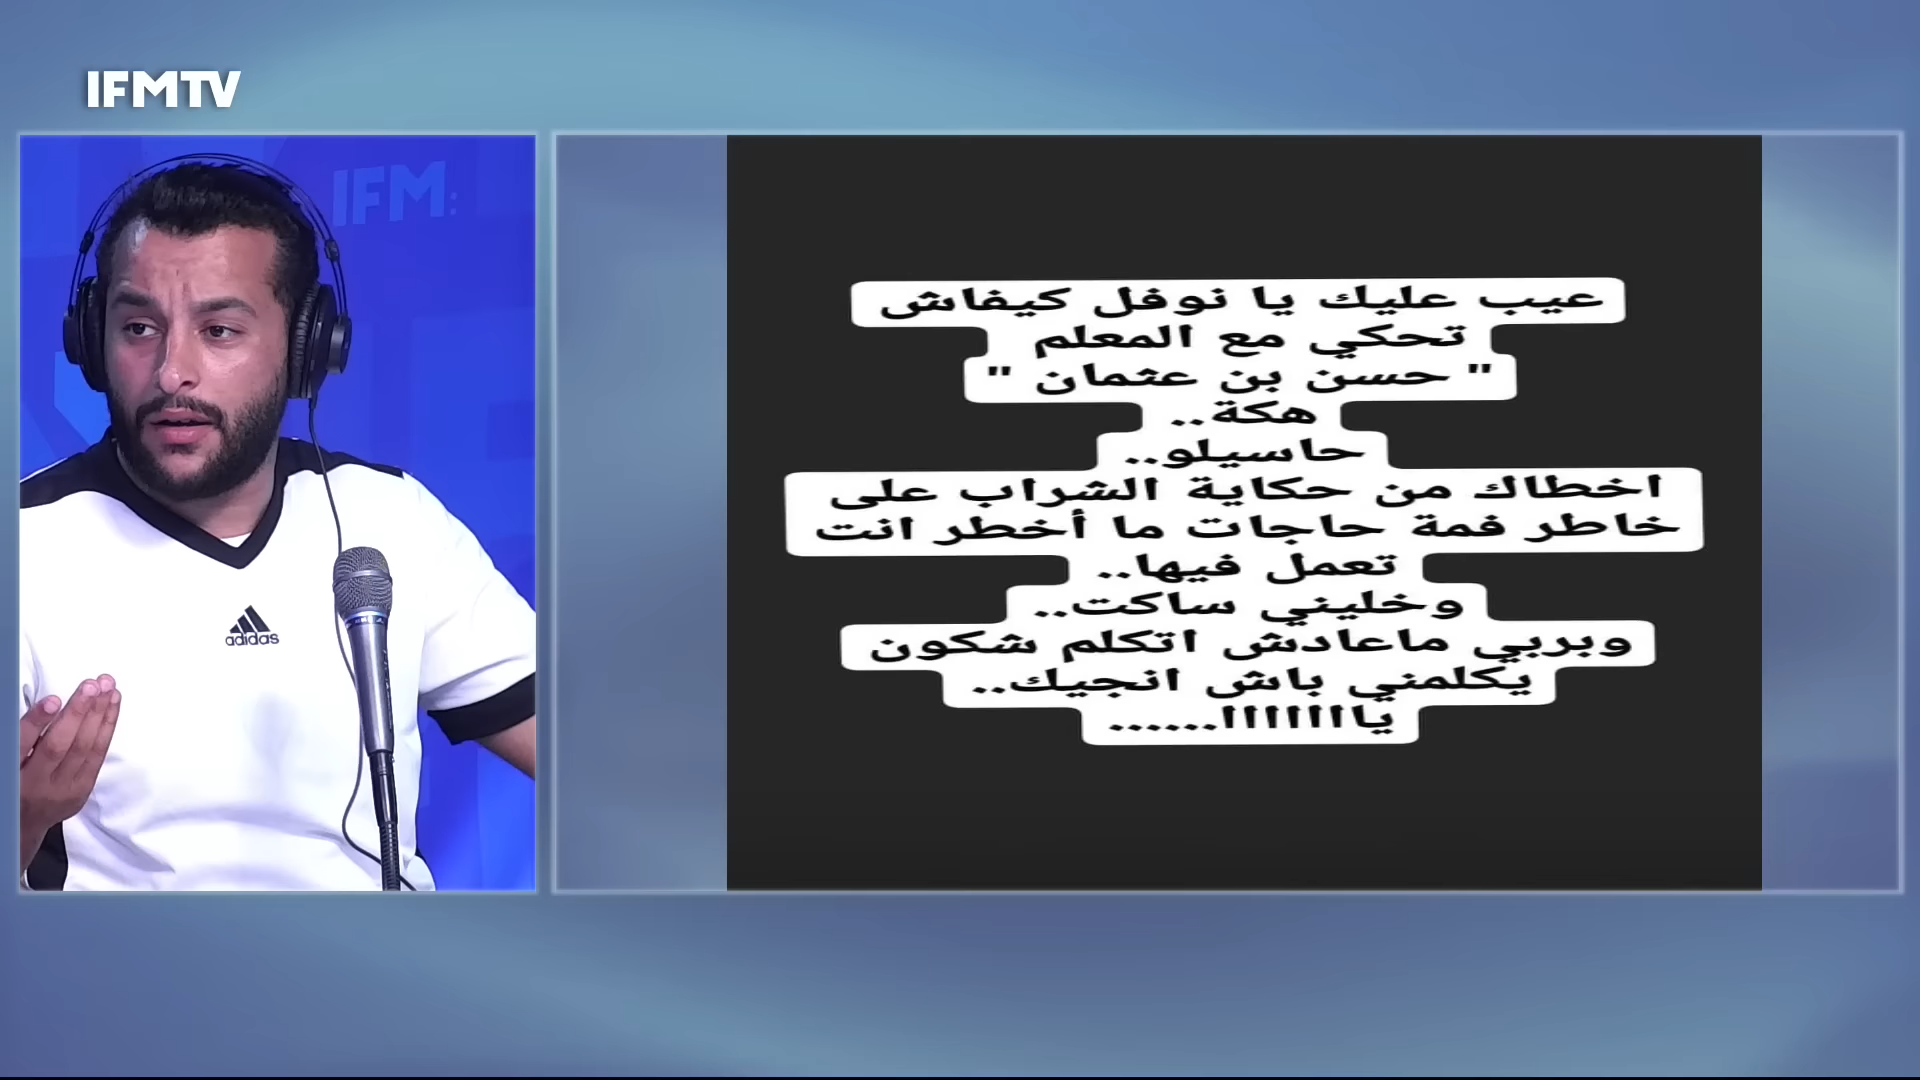 IFMTV
IFM:
adidas
عيب عليك يا نوفل كيفاش
تحكي مع المعلم
" حسن بن عثمان "
هكة..
حاسيلو..
اخطاك من حكاية الشراب على
خاطر فمة حاجات ما أخطر انت
تعمل فيها..
وخليني ساكت..
وبربي ماعادش اتكلم شكون
يكلمني باش انجيك..
يااااااا......